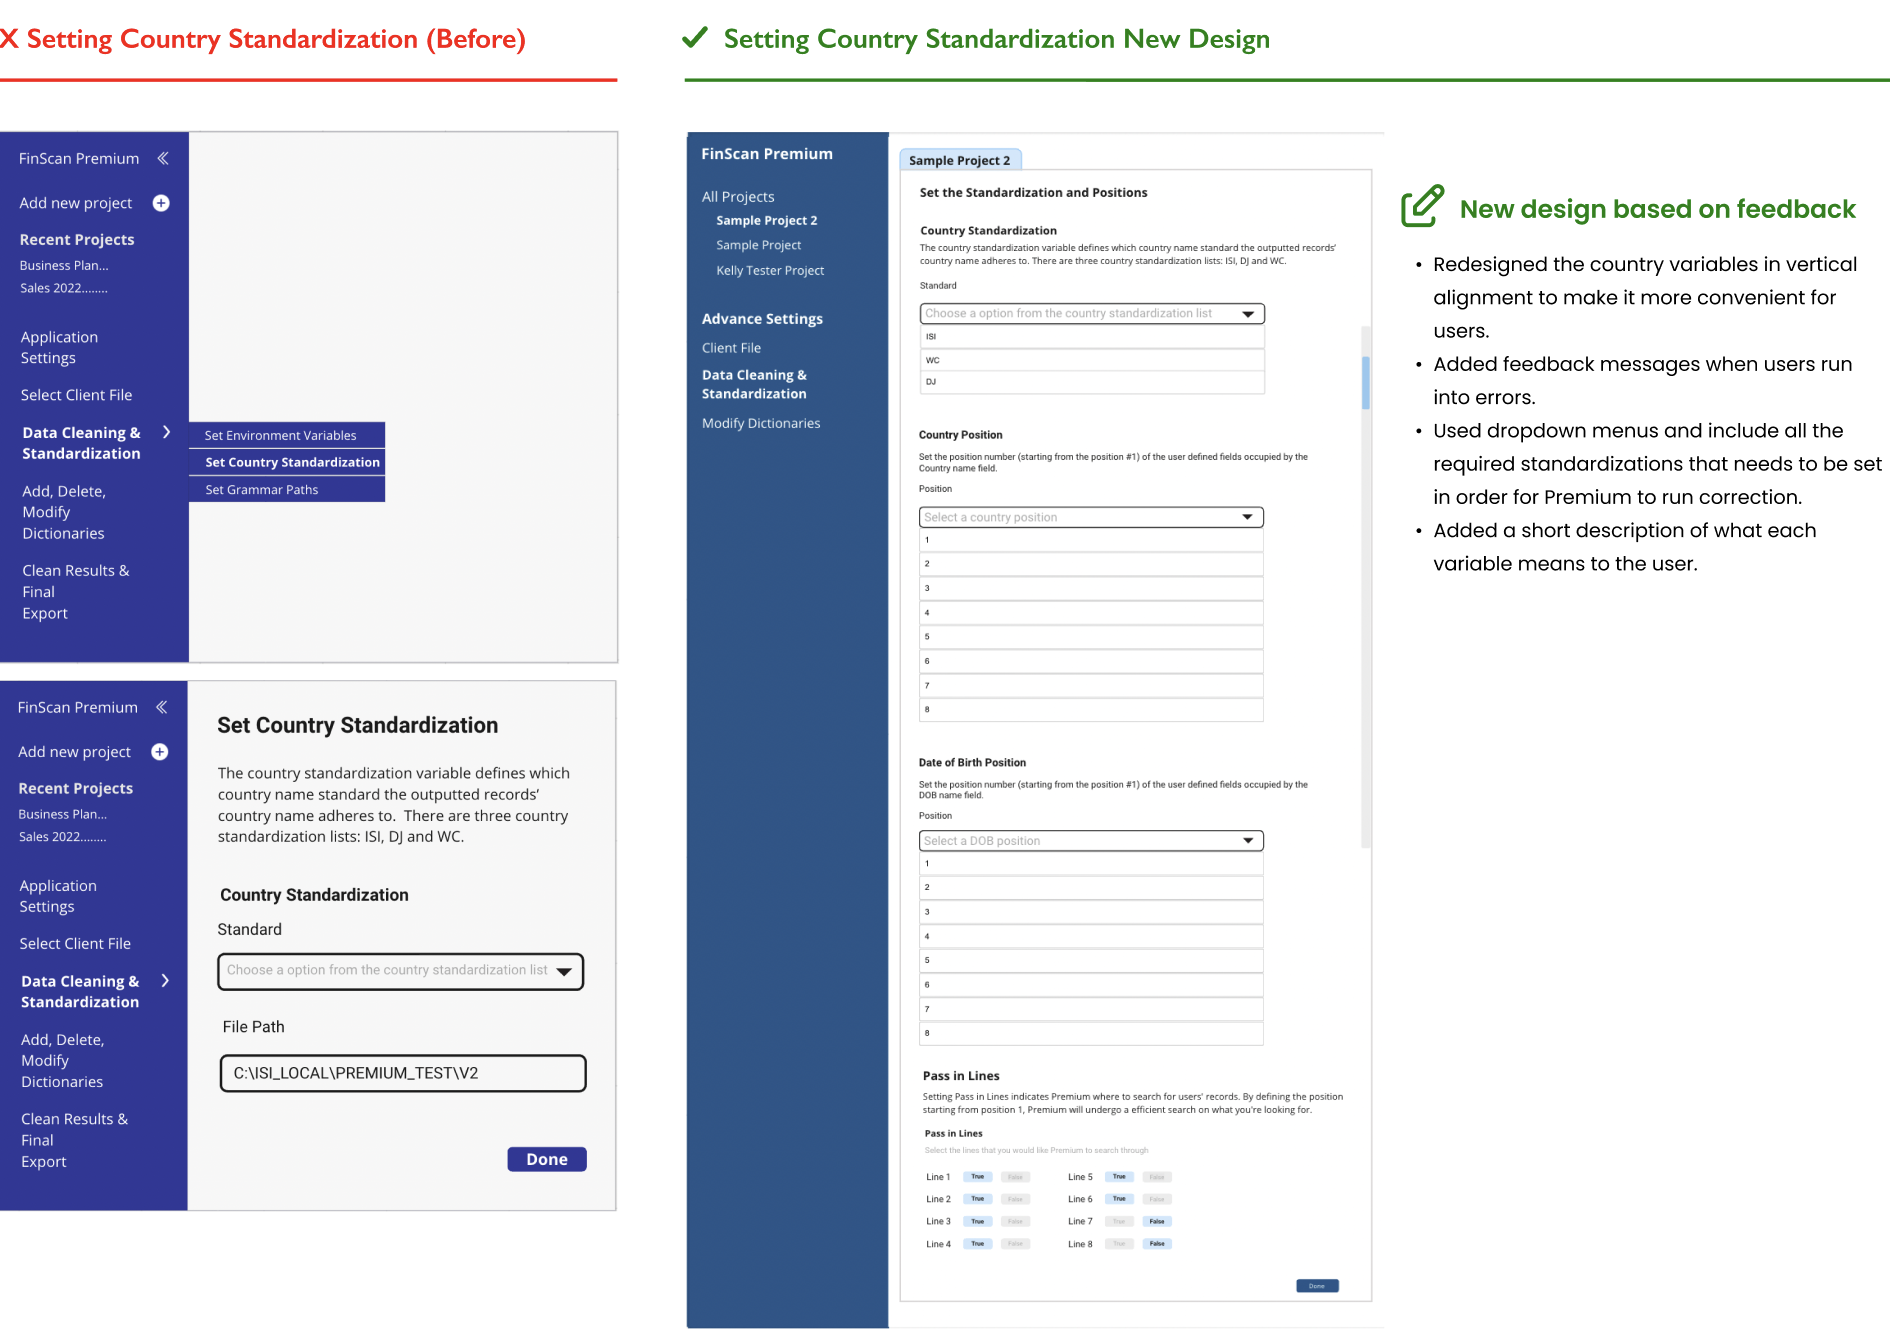 X Setting Country Standardization (Before)
FinScan Premium
Add new project
Recent Projects
Business Plan...
Sales 2022........
Application
Settings
Select Client File
Data Cleaning &
Standardization
Add, Delete,
Modify
Dictionaries
Clean Results &
Final
Export
Set Environment Variables
Set Country Standardization
Set Grammar Paths
FinScan Premium
Add new project
Recent Projects
Business Plan...
Sales 2022........
Application
Settings
Select Client File
Data Cleaning &
Standardization
Add, Delete,
Modify
Dictionaries
Clean Results &
Final
Export
Set Country Standardization
The country standardization variable defines which
country name standard the outputted records'
country name adheres to. There are three country
standardization lists: ISI, DJ and WC.
Country Standardization
Standard
Choose a option from the country standardization list
File Path
C:\ISI_LOCAL\PREMIUM_TEST\V2
Done
Setting Country Standardization New Design
FinScan Premium
All Projects
Sample Project 2
Sample Project
Kelly Tester Project
Advance Settings
Client File
Data Cleaning &
Standardization
Modify Dictionaries
Sample Project 2
Set the Standardization and Positions
Country Standardization
The country standardization variable defines which country name standard the outputted records'
country name adheres to. There are three country standardization lists: ISI, DJ and WC.
Standard
Choose a option from the country standardization list
ISI
WC
DJ
Country Position
Set the position number (starting from the position #1) of the user defined fields occupied by the
Country name field.
Position
Select a country position
1
2
3
4
5
6
7
8
Date of Birth Position
Set the position number (starting from the position #1) of the user defined fields occupied by the
DOB name field.
Position
Select a DOB position
1
2
3
4
5
6
7
8
Pass in Lines
Setting Pass in Lines indicates Premium where to search for users' records. By defining the position
starting from position 1, Premium will undergo a efficient search on what you're looking for.
Pass in Lines
Select the lines that you would like Premium to search through
Line 1 True False Line 5 True False
Line 2 True False Line 6 True False
Line 3 True False Line 7 True False
Line 4 True False Line 8 True False
Done
New design based on feedback
• Redesigned the country variables in vertical
alignment to make it more convenient for
users.
• Added feedback messages when users run
into errors.
• Used dropdown menus and include all the
required standardizations that needs to be set
in order for Premium to run correction.
• Added a short description of what each
variable means to the user.